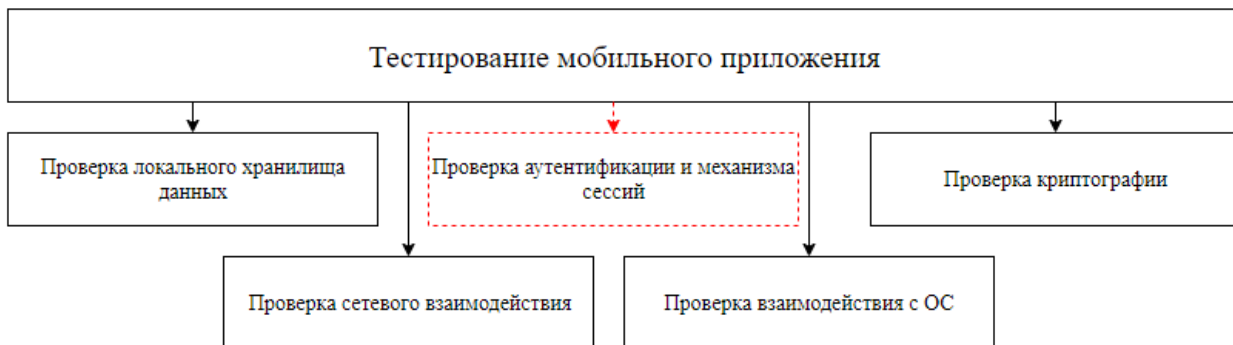 Тестирование мобильного приложения
Проверка локального хранилища
данных
Проверка аутентификации и механизма
сессий
Проверка криптографии
Проверка сетевого взаимодействия
Проверка взаимодействия с ОС